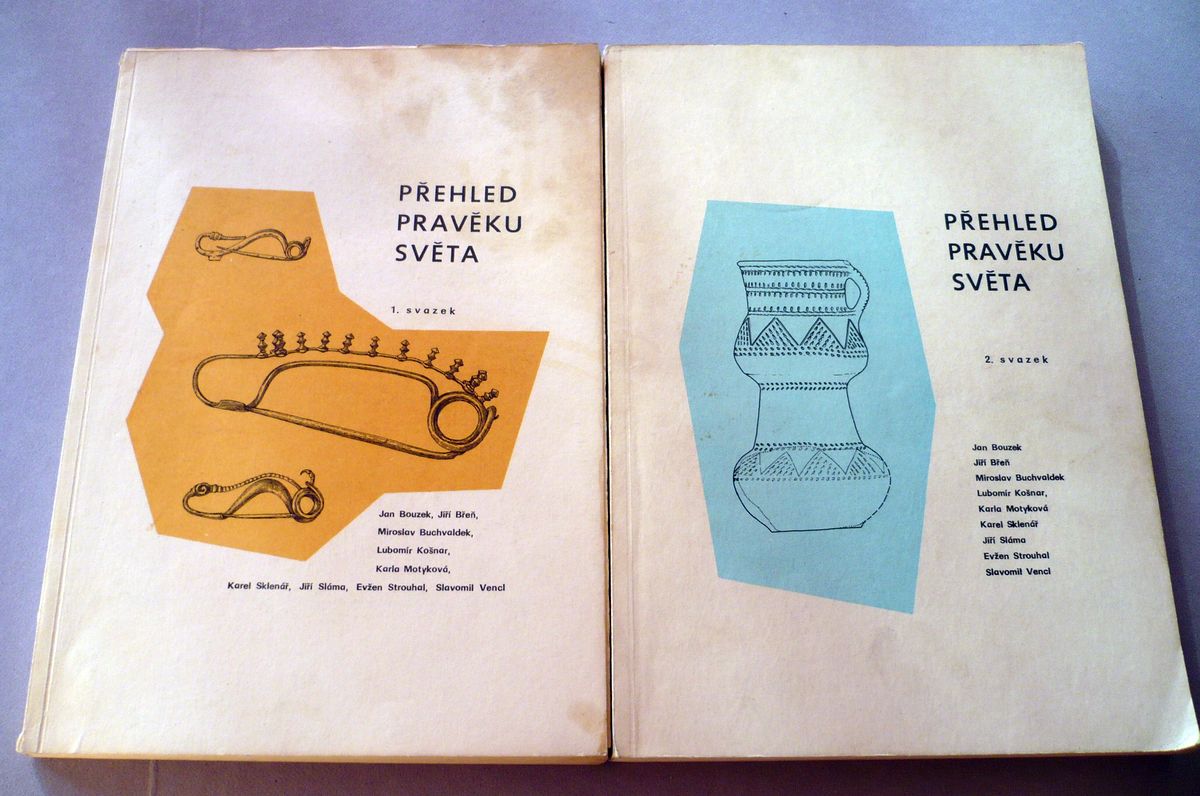 PŘEHLED
PRAVĚKU
SVĚTA
1. svazek
Jan Bouzek, Jiří Břeň,
Miroslav Buchvaldek,
Lubomír Košnar,
Karla Motyková,
Karel Sklenář, Jiří Sláma, Evžen Strouhal, Slavomil Vencl
PŘEHLED
PRAVĚKU
SVĚTA
2. svazek
Jan Bouzek
Jiří Břeň
Miroslav Buchvaldek
Lubomír Košnar,
Karla Motyková
Karel Sklenář
Jiří Sláma
Evžen Strouhal
Slavomil Vencl